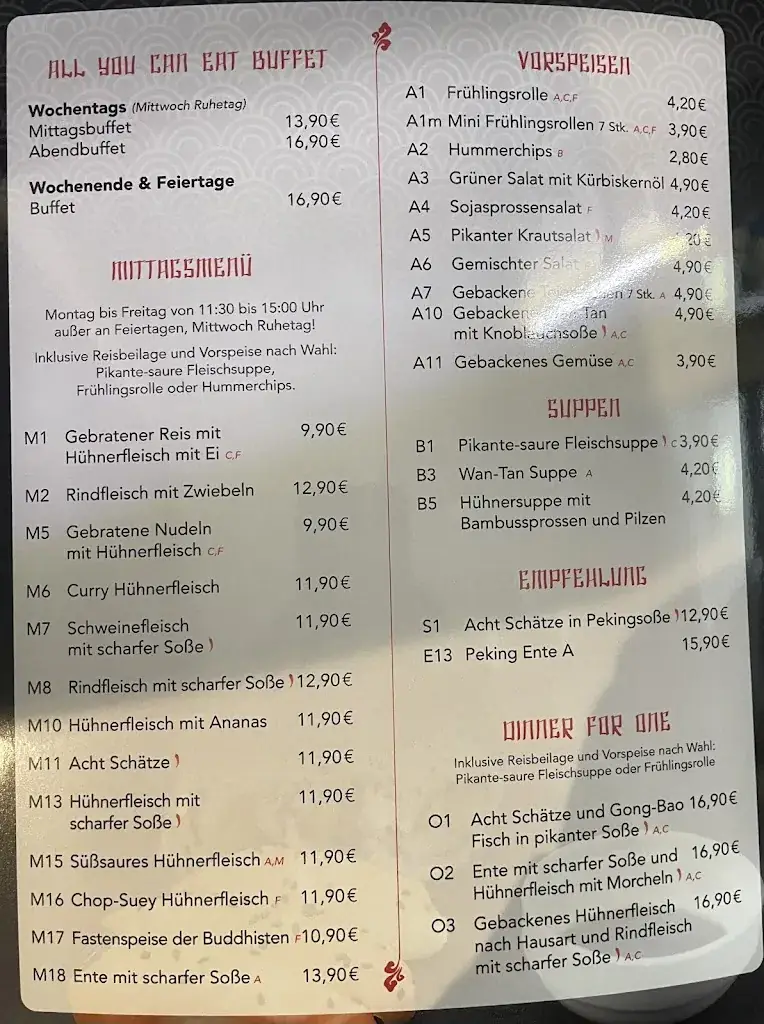 ALL YOU CAN EAT BUFFET
Wochentags (Mittwoch Ruhetag)
Mittagsbuffet 13,90€
Abendbuffet 16,90€
Wochenende & Feiertage
Buffet 16,90€
MITTAGSMENÜ
Montag bis Freitag von 11:30 bis 15:00 Uhr
außer an Feiertagen, Mittwoch Ruhetag!
Inklusive Reisbeilage und Vorspeise nach Wahl:
Pikante-saure Fleischsuppe,
Frühlingsrolle oder Hummerchips.
M1 Gebratener Reis mit 9,90€
Hühnerfleisch mit Ei C,F
M2 Rindfleisch mit Zwiebeln 12,90€
M5 Gebratene Nudeln 9,90€
mit Hühnerfleisch C,F
M6 Curry Hühnerfleisch 11,90€
M7 Schweinefleisch 11,90€
mit scharfer Soße
M8 Rindfleisch mit scharfer Soße 12,90€
M10 Hühnerfleisch mit Ananas 11,90€
M11 Acht Schätze 11,90€
M13 Hühnerfleisch mit 11,90€
scharfer Soße
M15 Süßsaures Hühnerfleisch A,M 11,90€
M16 Chop-Suey Hühnerfleisch F 11,90€
M17 Fastenspeise der Buddhisten F 10,90€
M18 Ente mit scharfer Soße A 13,90€
VORSPEISEN
A1 Frühlingsrolle A,C,F 4,20€
A1m Mini Frühlingsrollen 7 Stk. A,C,F 3,90€
A2 Hummerchips B 2,80€
A3 Grüner Salat mit Kürbiskernöl 4,90€
A4 Sojasprossensalat F 4,20€
A5 Pikanter Krautsalat M
A6 Gemischter Salat 4,90€
A7 Gebackene 7 Stk. A 4,90€
A10 Gebackene Tan 4,90€
mit Knoblauchsoße A,C
A11 Gebackenes Gemüse A,C 3,90€
SUPPEN
B1 Pikante-saure Fleischsuppe C 3,90€
B3 Wan-Tan Suppe A 4,20€
B5 Hühnersuppe mit 4,20€
Bambussprossen und Pilzen
EMPFEHLUNG
S1 Acht Schätze in Pekingsoße 12,90€
E13 Peking Ente A 15,90€
DINNER FOR ONE
Inklusive Reisbeilage und Vorspeise nach Wahl:
Pikante-saure Fleischsuppe oder Frühlingsrolle
O1 Acht Schätze und Gong-Bao 16,90€
Fisch in pikanter Soße A,C
O2 Ente mit scharfer Soße und 16,90€
Hühnerfleisch mit Morcheln A,C
O3 Gebackenes Hühnerfleisch 16,90€
nach Hausart und Rindfleisch
mit scharfer Soße A,C